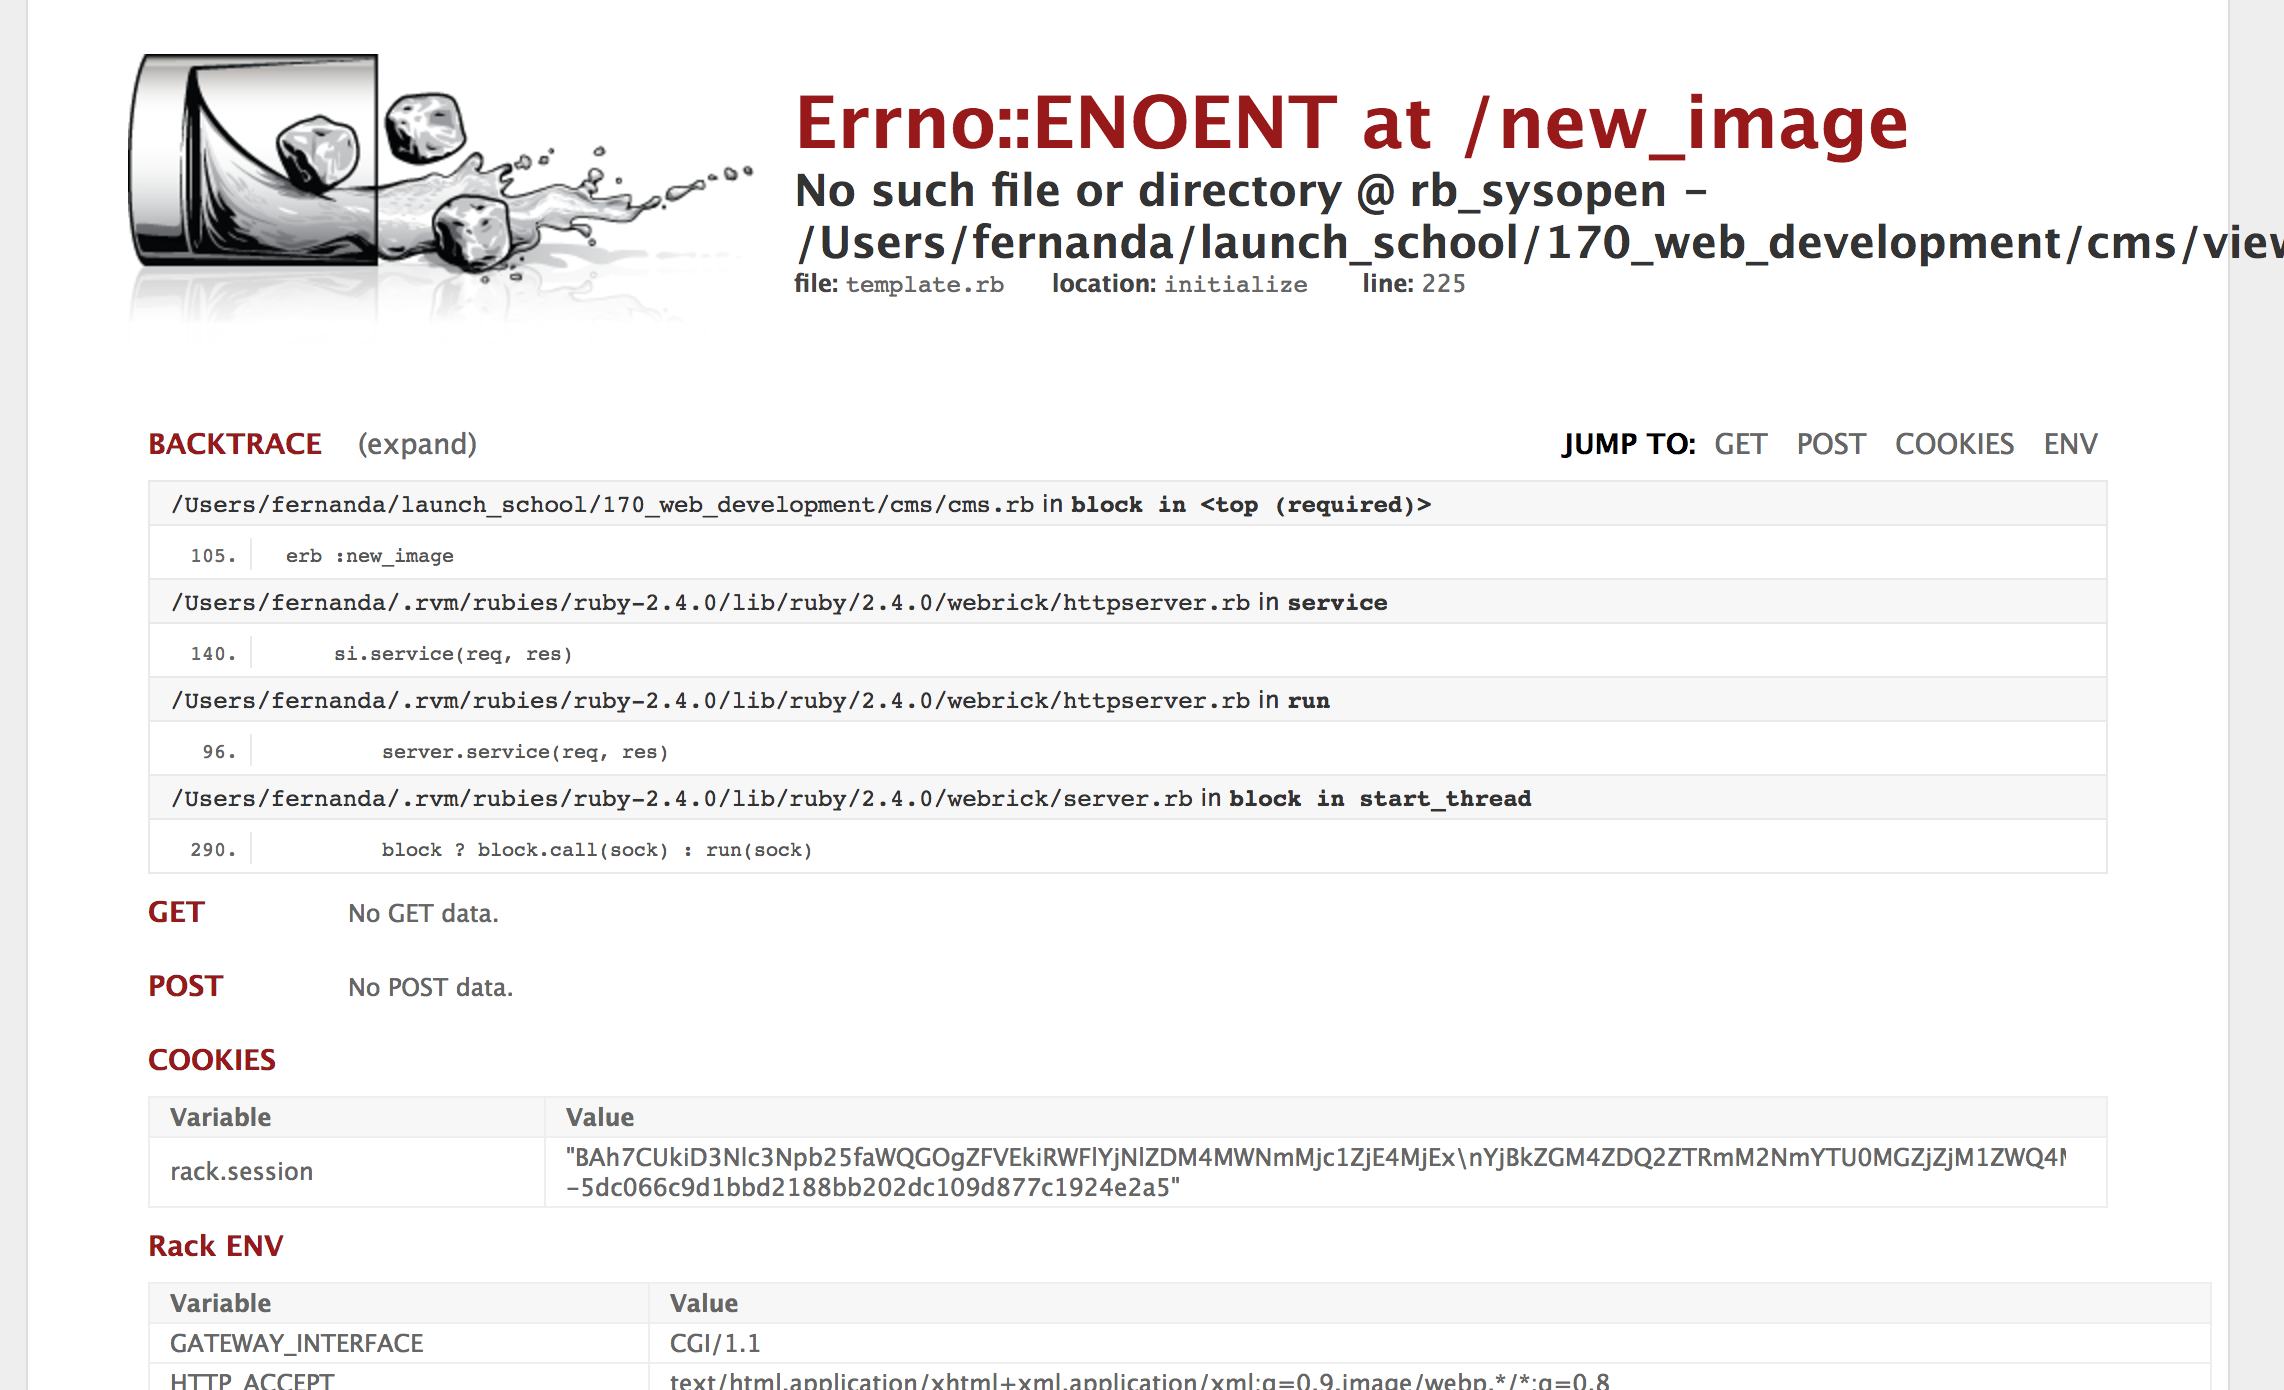 Errno::ENOENT at /new_image
No such file or directory @ rb_sysopen -
/Users/fernanda/launch_school/170_web_development/cms/view
file: template.rb location: initialize line: 225
BACKTRACE (expand) JUMP TO: GET POST COOKIES ENV
/Users/fernanda/launch_school/170_web_development/cms/cms.rb in block in <top (required)>
105. erb :new_image
/Users/fernanda/.rvm/rubies/ruby-2.4.0/lib/ruby/2.4.0/webrick/httpserver.rb in service
140. si.service(req, res)
/Users/fernanda/.rvm/rubies/ruby-2.4.0/lib/ruby/2.4.0/webrick/httpserver.rb in run
96. server.service(req, res)
/Users/fernanda/.rvm/rubies/ruby-2.4.0/lib/ruby/2.4.0/webrick/server.rb in block in start_thread
290. block ? block.call(sock) : run(sock)
GET No GET data.
POST No POST data.
COOKIES
Variable Value
rack.session "BAh7CUkiD3Nlc3Npb25faWQGOgZFVEkiRWFlYjNlZDM4MWNmMjc1ZjE4MjEx\nYjBkZGM4ZDQ2ZTRmM2NmYTU0MGZjZjM1ZWQ4M
-5dc066c9d1bbd2188bb202dc109d877c1924e2a5"
Rack ENV
Variable Value
GATEWAY_INTERFACE CGI/1.1
HTTP_ACCEPT text/html,application/xhtml+xml,application/xml;q=0.9,image/webp,*/*;q=0.8